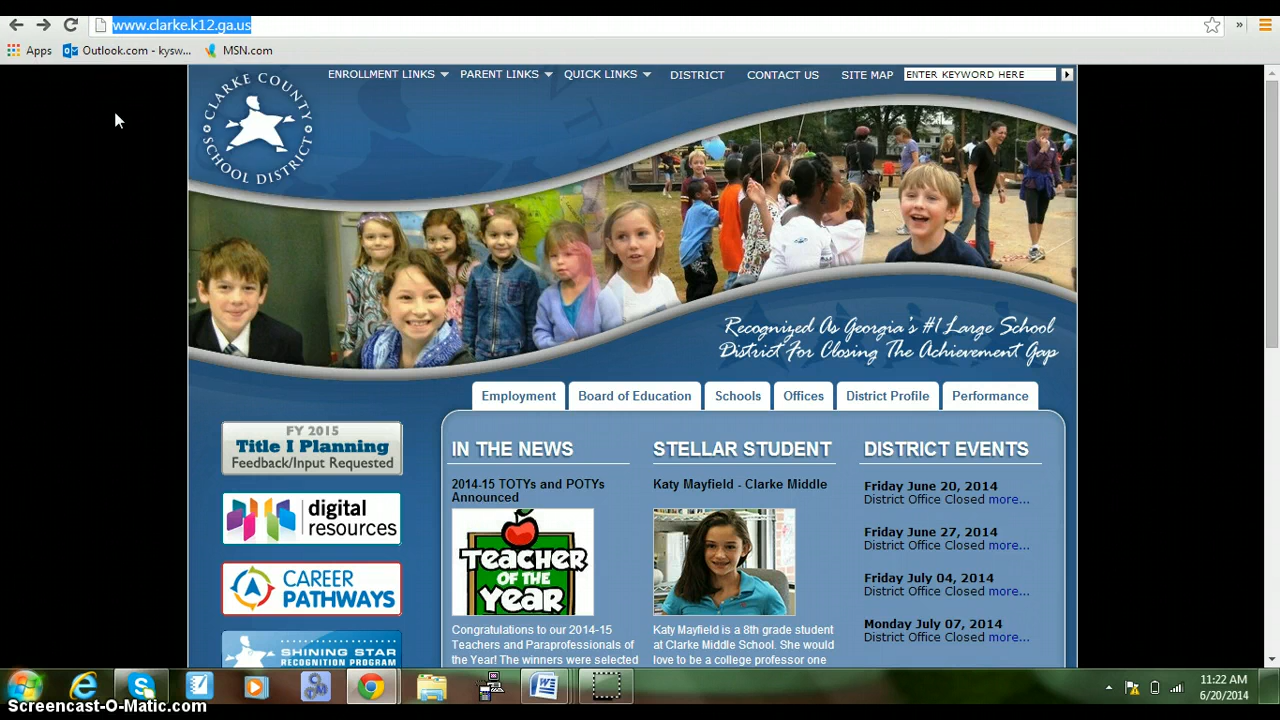 www.clarke.k12.ga.us
Apps Outlook.com - kysw... MSN.com
ENROLLMENT LINKS PARENT LINKS QUICK LINKS DISTRICT CONTACT US SITE MAP ENTER KEYWORD HERE
CLARKE COUNTY
SCHOOL DISTRICT
Recognized As Georgia's #1 Large School
District For Closing The Achievement Gap
Employment Board of Education Schools Offices District Profile Performance
FY 2015
Title I Planning
Feedback/Input Requested
digital
resources
CAREER
PATHWAYS
SHINING STAR
RECOGNITION PROGRAM
IN THE NEWS
2014-15 TOTYs and POTYs
Announced
TEACHER
OF THE
YEAR
Congratulations to our 2014-15
Teachers and Paraprofessionals of
the Year! The winners were selected
STELLAR STUDENT
Katy Mayfield - Clarke Middle
Katy Mayfield is a 8th grade student
at Clarke Middle School. She would
love to be a college professor one
DISTRICT EVENTS
Friday June 20, 2014
District Office Closed more...
Friday June 27, 2014
District Office Closed more...
Friday July 04, 2014
District Office Closed more...
Monday July 07, 2014
District Office Closed more...
11:22 AM
6/20/2014
Screencast-O-Matic.com